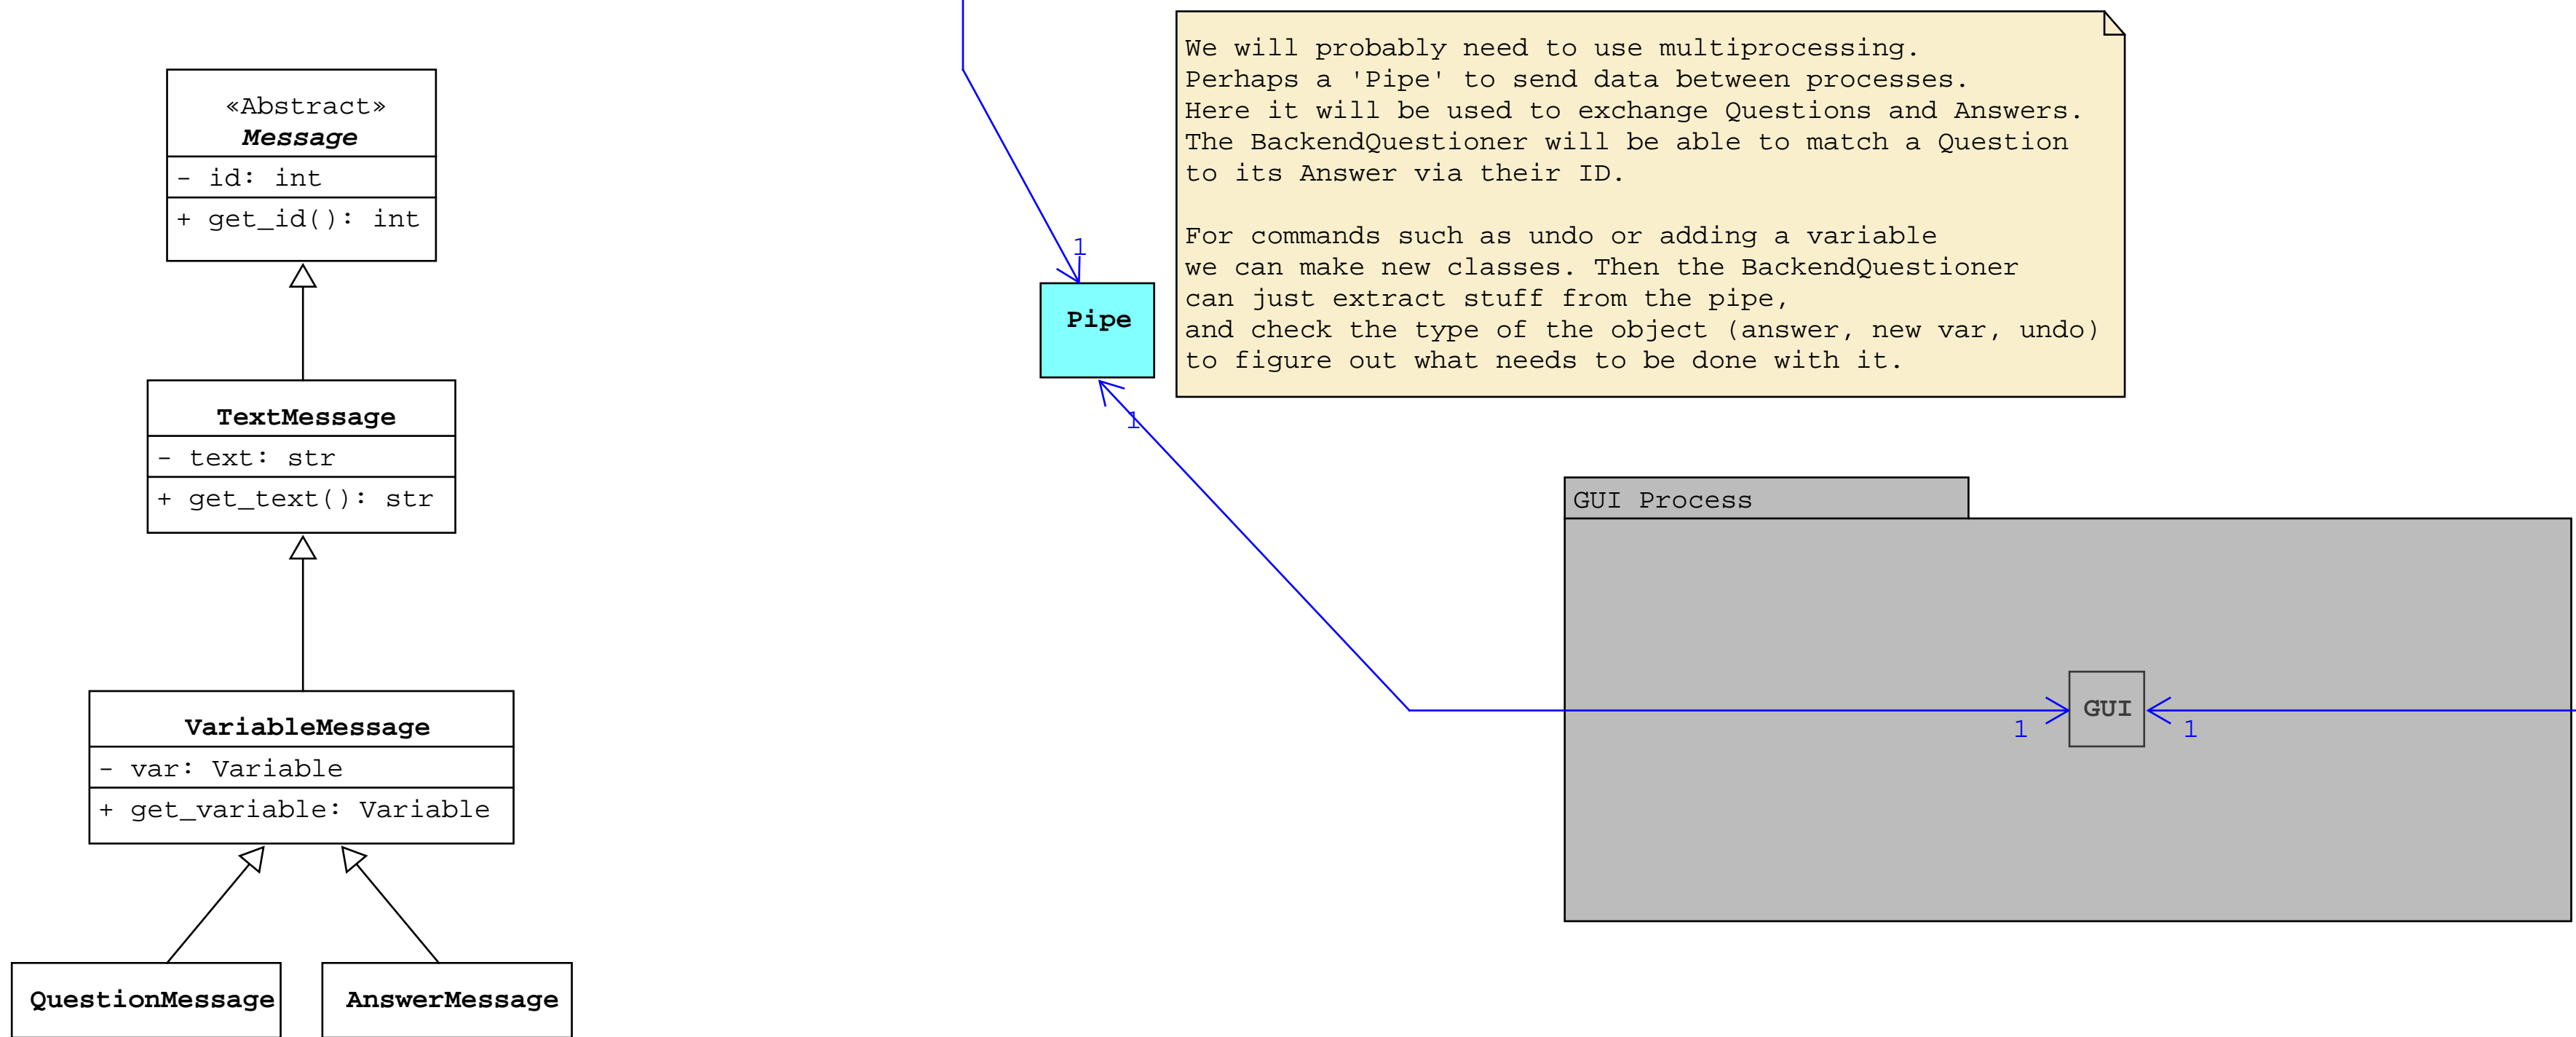 «Abstract»
Message
- id: int
+ get_id(): int
TextMessage
- text: str
+ get_text(): str
VariableMessage
- var: Variable
+ get_variable: Variable
QuestionMessage
AnswerMessage
1
Pipe
1
We will probably need to use multiprocessing.
Perhaps a 'Pipe' to send data between processes.
Here it will be used to exchange Questions and Answers.
The BackendQuestioner will be able to match a Question
to its Answer via their ID.
For commands such as undo or adding a variable
we can make new classes. Then the BackendQuestioner
can just extract stuff from the pipe,
and check the type of the object (answer, new var, undo)
to figure out what needs to be done with it.
GUI Process
GUI
1
1